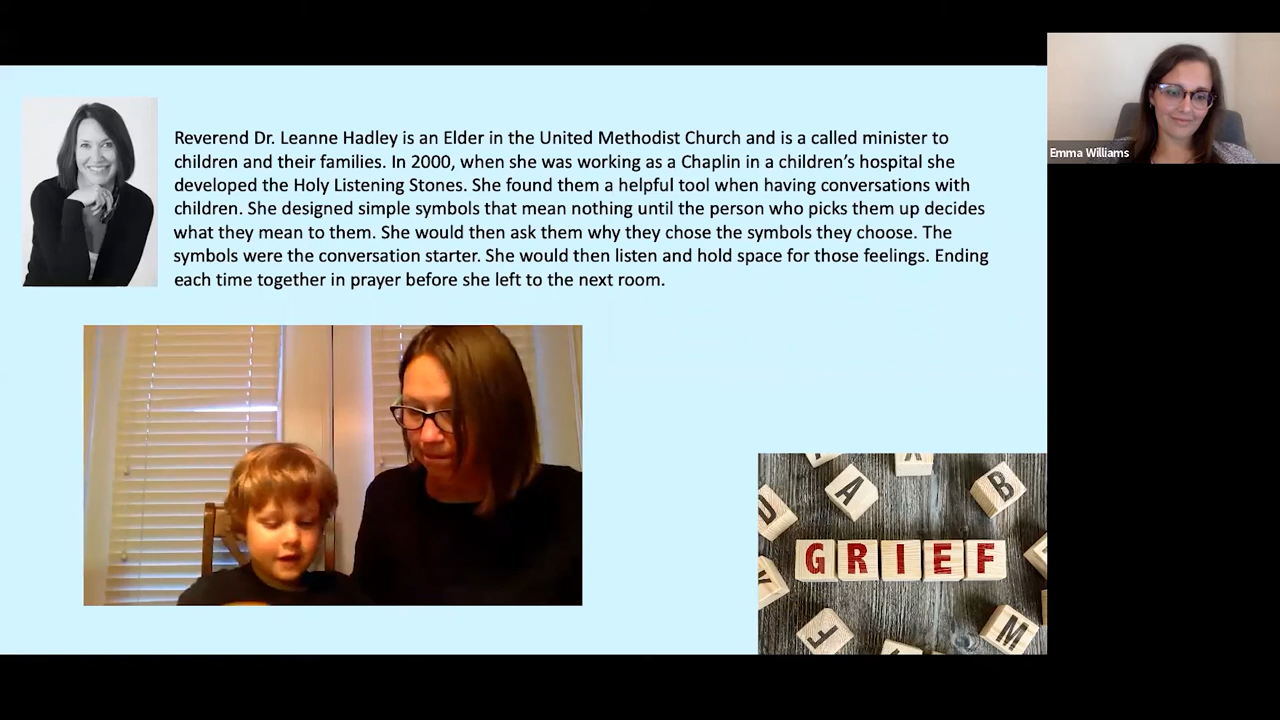 Reverend Dr. Leanne Hadley is an Elder in the United Methodist Church and is a called minister to
children and their families. In 2000, when she was working as a Chaplin in a children's hospital she
developed the Holy Listening Stones. She found them a helpful tool when having conversations with
children. She designed simple symbols that mean nothing until the person who picks them up decides
what they mean to them. She would then ask them why they chose the symbols they choose. The
symbols were the conversation starter. She would then listen and hold space for those feelings. Ending
each time together in prayer before she left to the next room.
Emma Williams
A
B
D
GRIEF
F
M